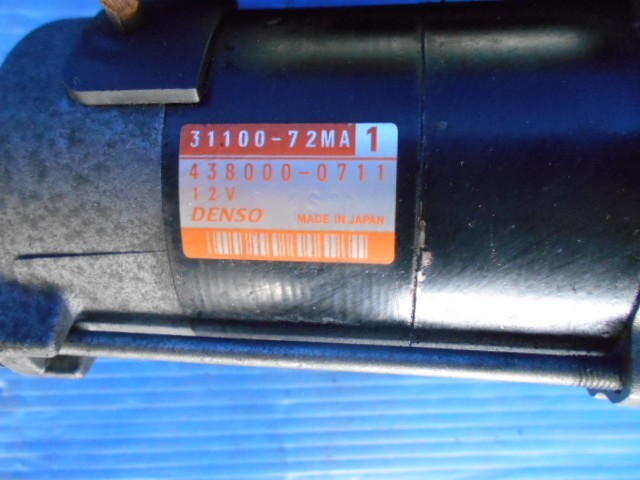 31100-72MA 1
438000-0711
12V
DENSO MADE IN JAPAN